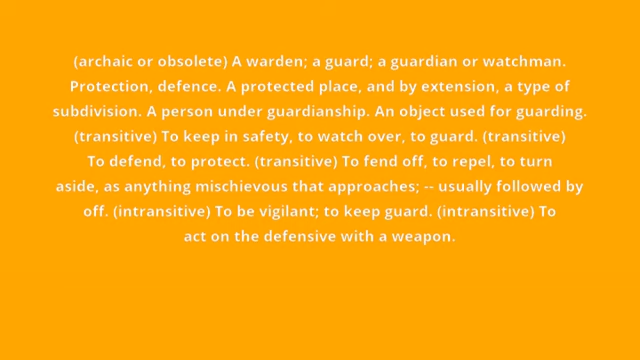 (archaic or obsolete) A warden; a guard; a guardian or watchman.
Protection, defence. A protected place, and by extension, a type of
subdivision. A person under guardianship. An object used for guarding.
(transitive) To keep in safety, to watch over, to guard. (transitive)
To defend, to protect. (transitive) To fend off, to repel, to turn
aside, as anything mischievous that approaches; -- usually followed by
off. (intransitive) To be vigilant; to keep guard. (intransitive) To
act on the defensive with a weapon.